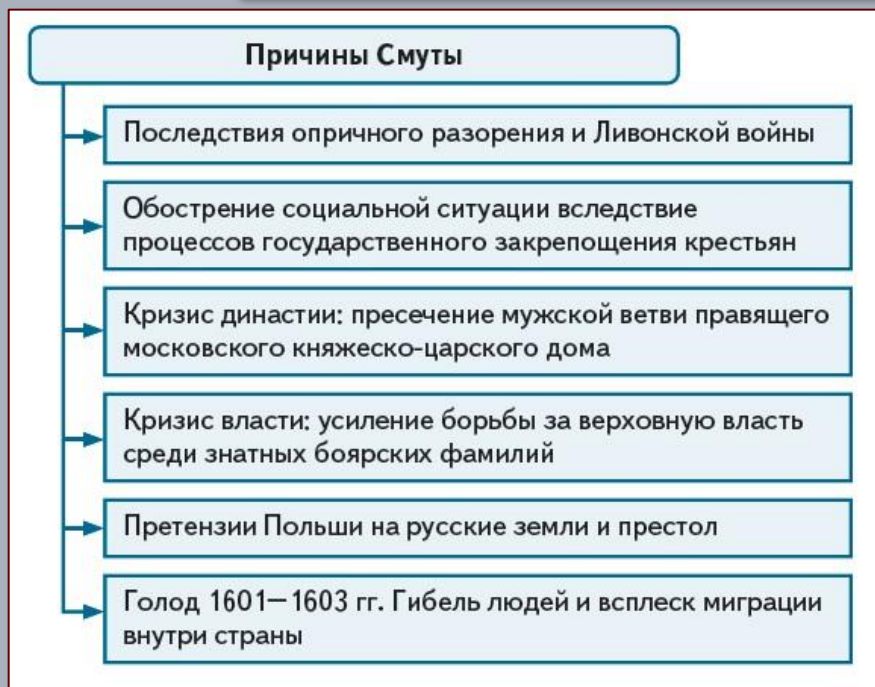 Причины Смуты
Последствия опричного разорения и Ливонской войны
Обострение социальной ситуации вследствие
процессов государственного закрепощения крестьян
Кризис династии: пресечение мужской ветви правящего
московского княжеско-царского дома
Кризис власти: усиление борьбы за верховную власть
среди знатных боярских фамилий
Претензии Польши на русские земли и престол
Голод 1601—1603 гг. Гибель людей и всплеск миграции
внутри страны